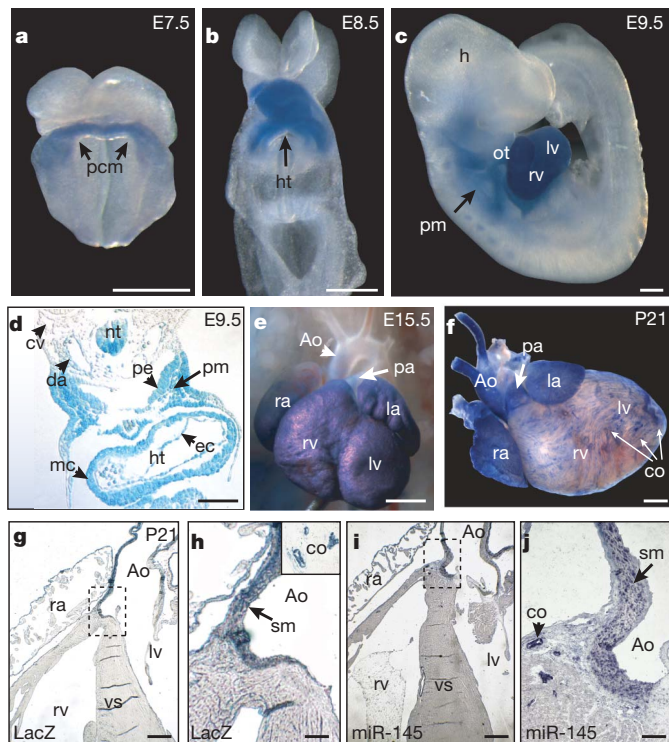 a E7.5
pcm
b E8.5
ht
c E9.5
h
ot
lv
rv
pm
d E9.5
cv
nt
da
pe
pm
mc
ht
ec
e E15.5
Ao
pa
ra
la
rv
lv
f P21
pa
Ao
la
lv
ra
rv
co
g P21
Ao
ra
lv
rv
vs
LacZ
h
co
Ao
sm
LacZ
i
Ao
ra
lv
rv
vs
miR-145
j
sm
co
Ao
miR-145